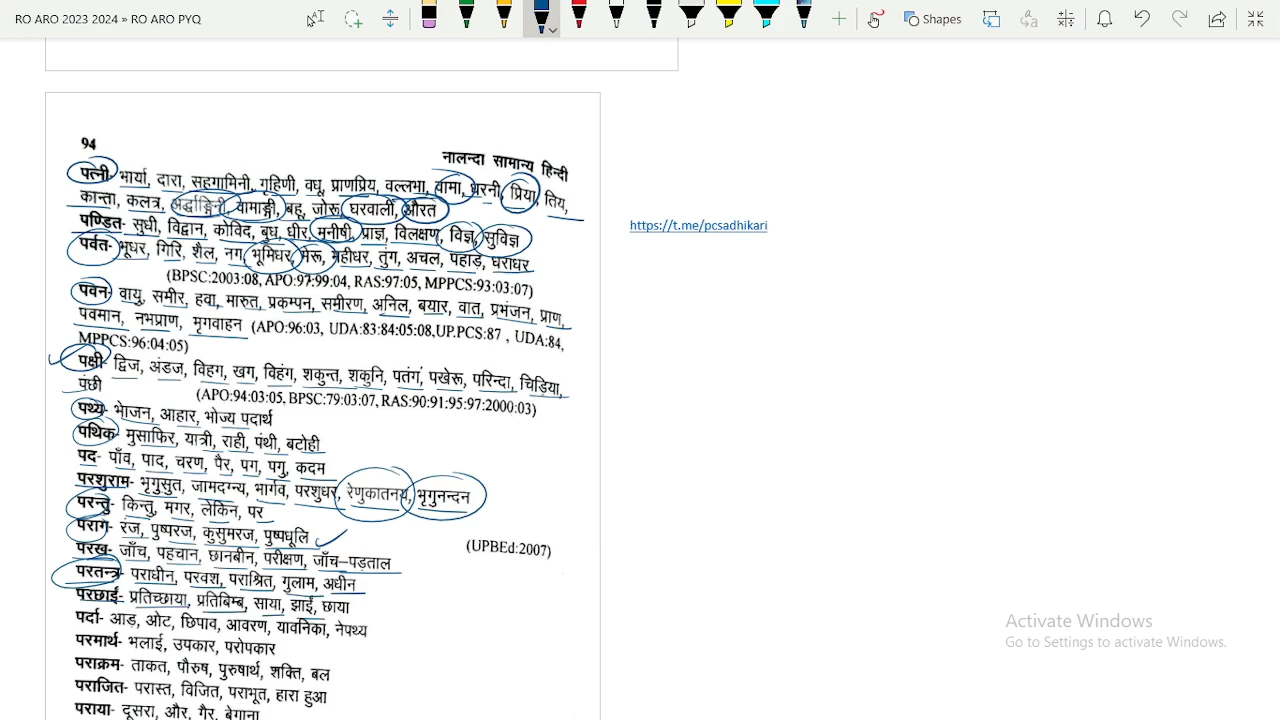 RO ARO 2023 2024 » RO ARO PYQ
Shapes
94
नालन्दा सामान्य हिन्दी
पत्नी- भार्या, दारा, सहगामिनी, गृहिणी, वधू, प्राणप्रिय, वल्लभा, वामा, घरनी, प्रिया, तिय,
कान्ता, कलत्र, अर्द्धाङ्गिनी, वामाङ्गी, बहू, जोरू, घरवाली, औरत
पण्डित- सुधी, विद्वान, कोविद, बुध, धीर, मनीषी, प्राज्ञ, विलक्षण, विज्ञ, सुविज्ञ
पर्वत- भूधर, गिरि, शैल, नग, भूमिधर, मेरू, महीधर, तुंग, अचल, पहाड़, धराधर
(BPSC:2003:08, APO:97:99:04, RAS:97:05, MPPCS:93:03:07)
पवन- वायु, समीर, हवा, मारुत, प्रकम्पन, समीरण, अनिल, बयार, वात, प्रभंजन, प्राण,
पवमान, नभप्राण, मृगवाहन (APO:96:03, UDA:83:84:05:08, UP.PCS:87 , UDA:84,
MPPCS:96:04:05)
पक्षी- द्विज, अंडज, विहग, खग, विहंग, शकुन्त, शकुनि, पतंग, पखेरू, परिन्दा, चिड़िया,
पंछी
(APO:94:03:05, BPSC:79:03:07, RAS:90:91:95:97:2000:03)
पथ्य- भोजन, आहार, भोज्य पदार्थ
पथिक- मुसाफिर, यात्री, राही, पंथी, बटोही
पद- पाँव, पाद, चरण, पैर, पग, पगु, कदम
परशुराम- भृगुसुत, जामदग्न्य, भार्गव, परशुधर, रेणुकातनय, भृगुनन्दन
परन्तु- किन्तु, मगर, लेकिन, पर
पराग- रंज, पुष्परज, कुसुमरज, पुष्पधूलि
(UPBEd:2007)
परख- जाँच, पहचान, छानबीन, परीक्षण, जाँच-पड़ताल
परतन्त्र- पराधीन, परवश, पराश्रित, गुलाम, अधीन
परछाईं- प्रतिच्छाया, प्रतिबिम्ब, साया, झाईं, छाया
पर्दा- आड़, ओट, छिपाव, आवरण, यावनिका, नेपथ्य
परमार्थ- भलाई, उपकार, परोपकार
पराक्रम- ताकत, पौरुष, पुरुषार्थ, शक्ति, बल
पराजित- परास्त, विजित, पराभूत, हारा हुआ
पराया- दूसरा, और, गैर, बेगाना
https://t.me/pcsadhikari
Activate Windows
Go to Settings to activate Windows.